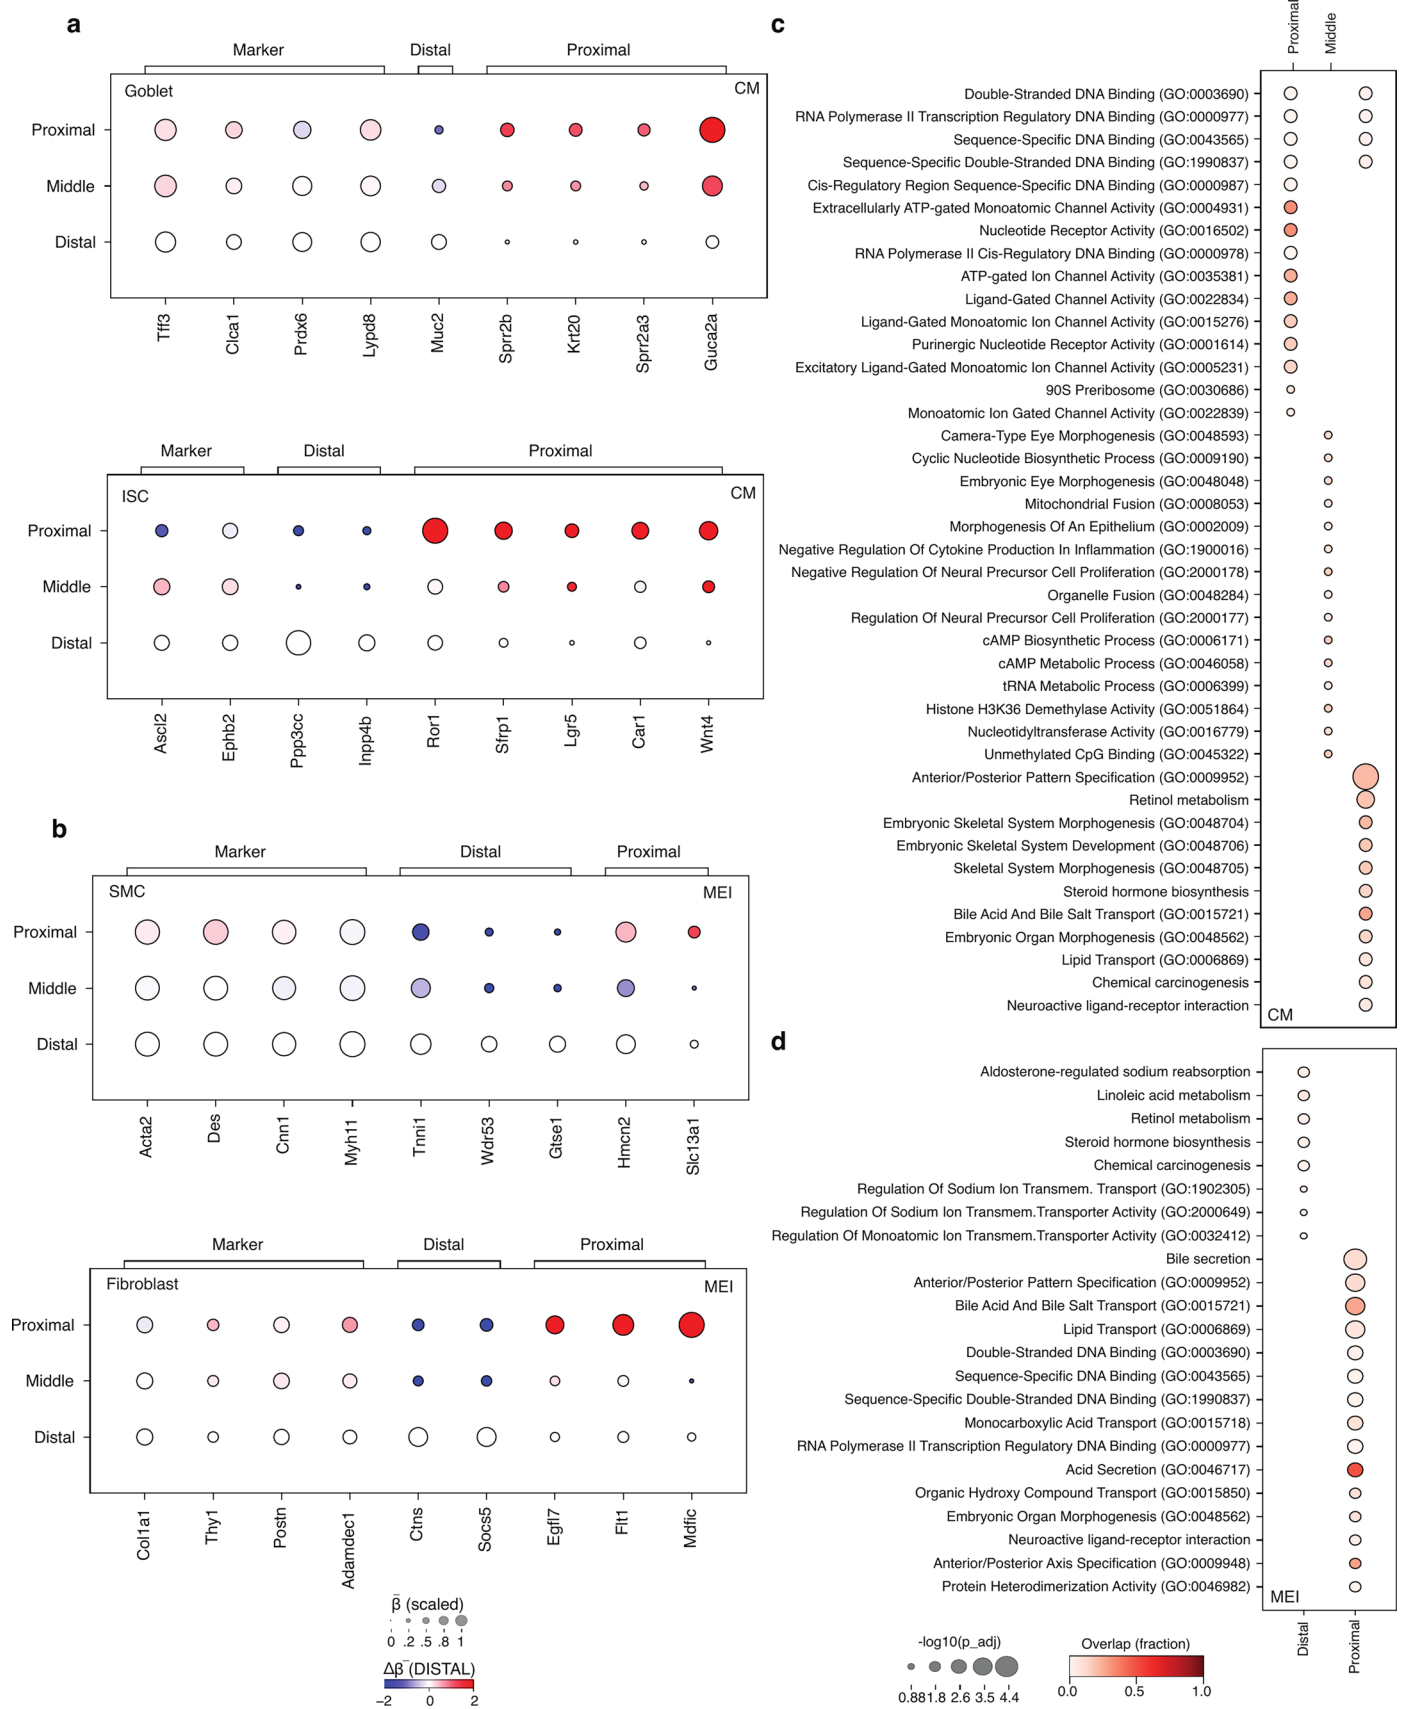 a
Marker
Distal
Proximal
Goblet
CM
Proximal
Middle
Distal
Tff3
Clca1
Prdx6
Lypd8
Muc2
Sprr2b
Krt20
Sprr2a3
Guca2a
Marker
Distal
Proximal
ISC
CM
Proximal
Middle
Distal
Ascl2
Ephb2
Ppp3cc
Inpp4b
Ror1
Sfrp1
Lgr5
Car1
Wnt4
b
Marker
Distal
Proximal
SMC
MEI
Proximal
Middle
Distal
Acta2
Des
Cnn1
Myh11
Tnni1
Wdr53
Gtse1
Hmcn2
Slc13a1
Marker
Distal
Proximal
Fibroblast
MEI
Proximal
Middle
Distal
Col1a1
Thy1
Postn
Adamdec1
Ctns
Socs5
Egfl7
Flt1
Mdfic
β̅ (scaled)
0 .2 .5 .8 1
Δβ̅ (DISTAL)
−2 0 2
c
Proximal
Middle
Double-Stranded DNA Binding (GO:0003690)
RNA Polymerase II Transcription Regulatory DNA Binding (GO:0000977)
Sequence-Specific DNA Binding (GO:0043565)
Sequence-Specific Double-Stranded DNA Binding (GO:1990837)
Cis-Regulatory Region Sequence-Specific DNA Binding (GO:0000987)
Extracellularly ATP-gated Monoatomic Channel Activity (GO:0004931)
Nucleotide Receptor Activity (GO:0016502)
RNA Polymerase II Cis-Regulatory DNA Binding (GO:0000978)
ATP-gated Ion Channel Activity (GO:0035381)
Ligand-Gated Channel Activity (GO:0022834)
Ligand-Gated Monoatomic Ion Channel Activity (GO:0015276)
Purinergic Nucleotide Receptor Activity (GO:0001614)
Excitatory Ligand-Gated Monoatomic Ion Channel Activity (GO:0005231)
90S Preribosome (GO:0030686)
Monoatomic Ion Gated Channel Activity (GO:0022839)
Camera-Type Eye Morphogenesis (GO:0048593)
Cyclic Nucleotide Biosynthetic Process (GO:0009190)
Embryonic Eye Morphogenesis (GO:0048048)
Mitochondrial Fusion (GO:0008053)
Morphogenesis Of An Epithelium (GO:0002009)
Negative Regulation Of Cytokine Production In Inflammation (GO:1900016)
Negative Regulation Of Neural Precursor Cell Proliferation (GO:2000178)
Organelle Fusion (GO:0048284)
Regulation Of Neural Precursor Cell Proliferation (GO:2000177)
cAMP Biosynthetic Process (GO:0006171)
cAMP Metabolic Process (GO:0046058)
tRNA Metabolic Process (GO:0006399)
Histone H3K36 Demethylase Activity (GO:0051864)
Nucleotidyltransferase Activity (GO:0016779)
Unmethylated CpG Binding (GO:0045322)
Anterior/Posterior Pattern Specification (GO:0009952)
Retinol metabolism
Embryonic Skeletal System Morphogenesis (GO:0048704)
Embryonic Skeletal System Development (GO:0048706)
Skeletal System Morphogenesis (GO:0048705)
Steroid hormone biosynthesis
Bile Acid And Bile Salt Transport (GO:0015721)
Embryonic Organ Morphogenesis (GO:0048562)
Lipid Transport (GO:0006869)
Chemical carcinogenesis
Neuroactive ligand-receptor interaction
CM
d
Aldosterone-regulated sodium reabsorption
Linoleic acid metabolism
Retinol metabolism
Steroid hormone biosynthesis
Chemical carcinogenesis
Regulation Of Sodium Ion Transmem. Transport (GO:1902305)
Regulation Of Sodium Ion Transmem.Transporter Activity (GO:2000649)
Regulation Of Monoatomic Ion Transmem.Transporter Activity (GO:0032412)
Bile secretion
Anterior/Posterior Pattern Specification (GO:0009952)
Bile Acid And Bile Salt Transport (GO:0015721)
Lipid Transport (GO:0006869)
Double-Stranded DNA Binding (GO:0003690)
Sequence-Specific DNA Binding (GO:0043565)
Sequence-Specific Double-Stranded DNA Binding (GO:1990837)
Monocarboxylic Acid Transport (GO:0015718)
RNA Polymerase II Transcription Regulatory DNA Binding (GO:0000977)
Acid Secretion (GO:0046717)
Organic Hydroxy Compound Transport (GO:0015850)
Embryonic Organ Morphogenesis (GO:0048562)
Neuroactive ligand-receptor interaction
Anterior/Posterior Axis Specification (GO:0009948)
Protein Heterodimerization Activity (GO:0046982)
MEI
Distal
Proximal
-log10(p_adj)
0.88 1.8 2.6 3.5 4.4
Overlap (fraction)
0.0 0.5 1.0